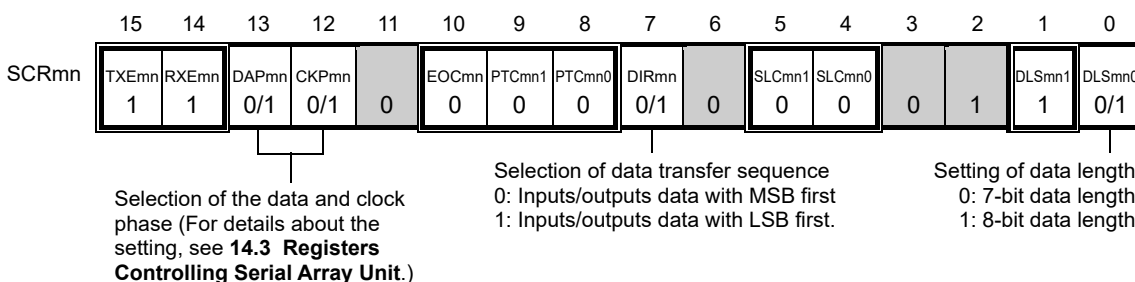 15 14 13 12 11 10 9 8 7 6 5 4 3 2 1 0
SCRmn TXEmn RXEmn DAPmn CKPmn EOCmn PTCmn1 PTCmn0 DIRmn SLCmn1 SLCmn0 DLSmn1 DLSmn0
1 1 0/1 0/1 0 0 0 0 0/1 0 0 0 0 1 1 0/1
Selection of the data and clock
phase (For details about the
setting, see 14.3 Registers
Controlling Serial Array Unit.)
Selection of data transfer sequence
0: Inputs/outputs data with MSB first
1: Inputs/outputs data with LSB first.
Setting of data length
0: 7-bit data length
1: 8-bit data length